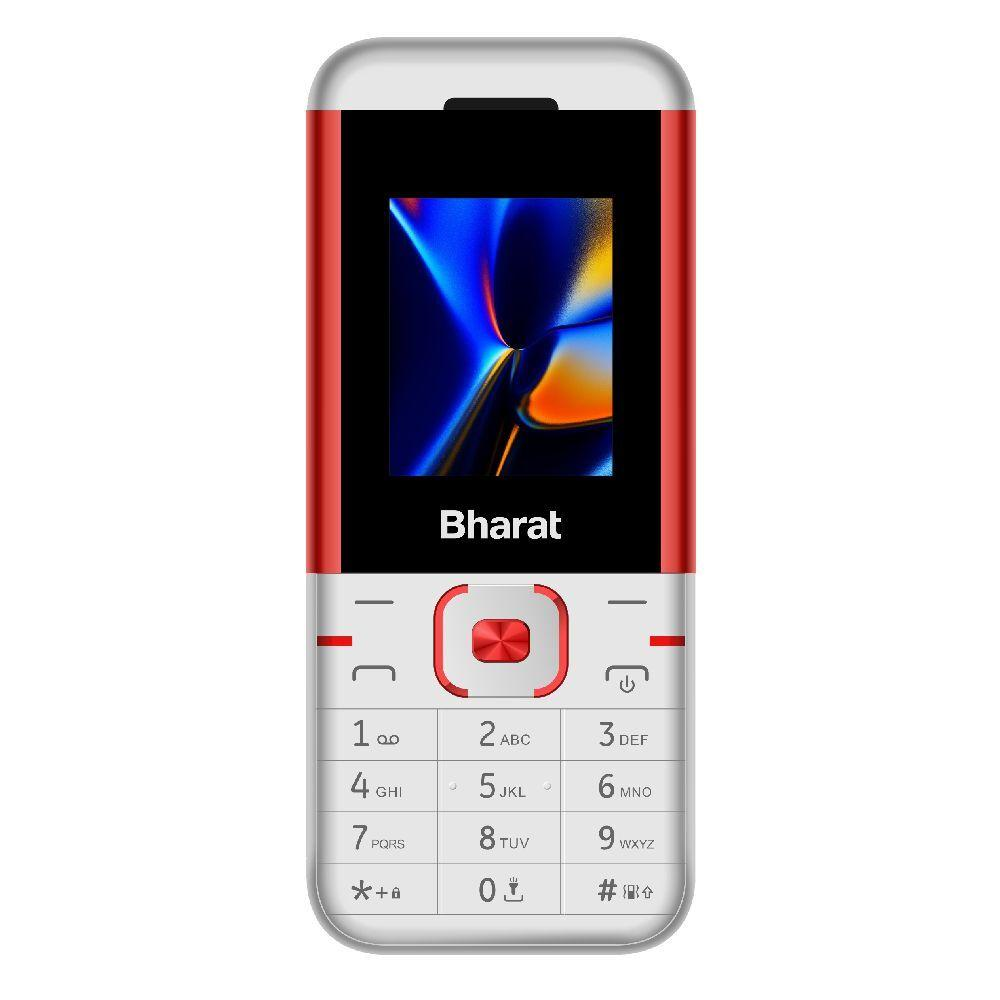 Bharat
1
2 ABC
3 DEF
4 GHI
5 JKL
6 MNO
7 PQRS
8 TUV
9 WXYZ
* +
0
#